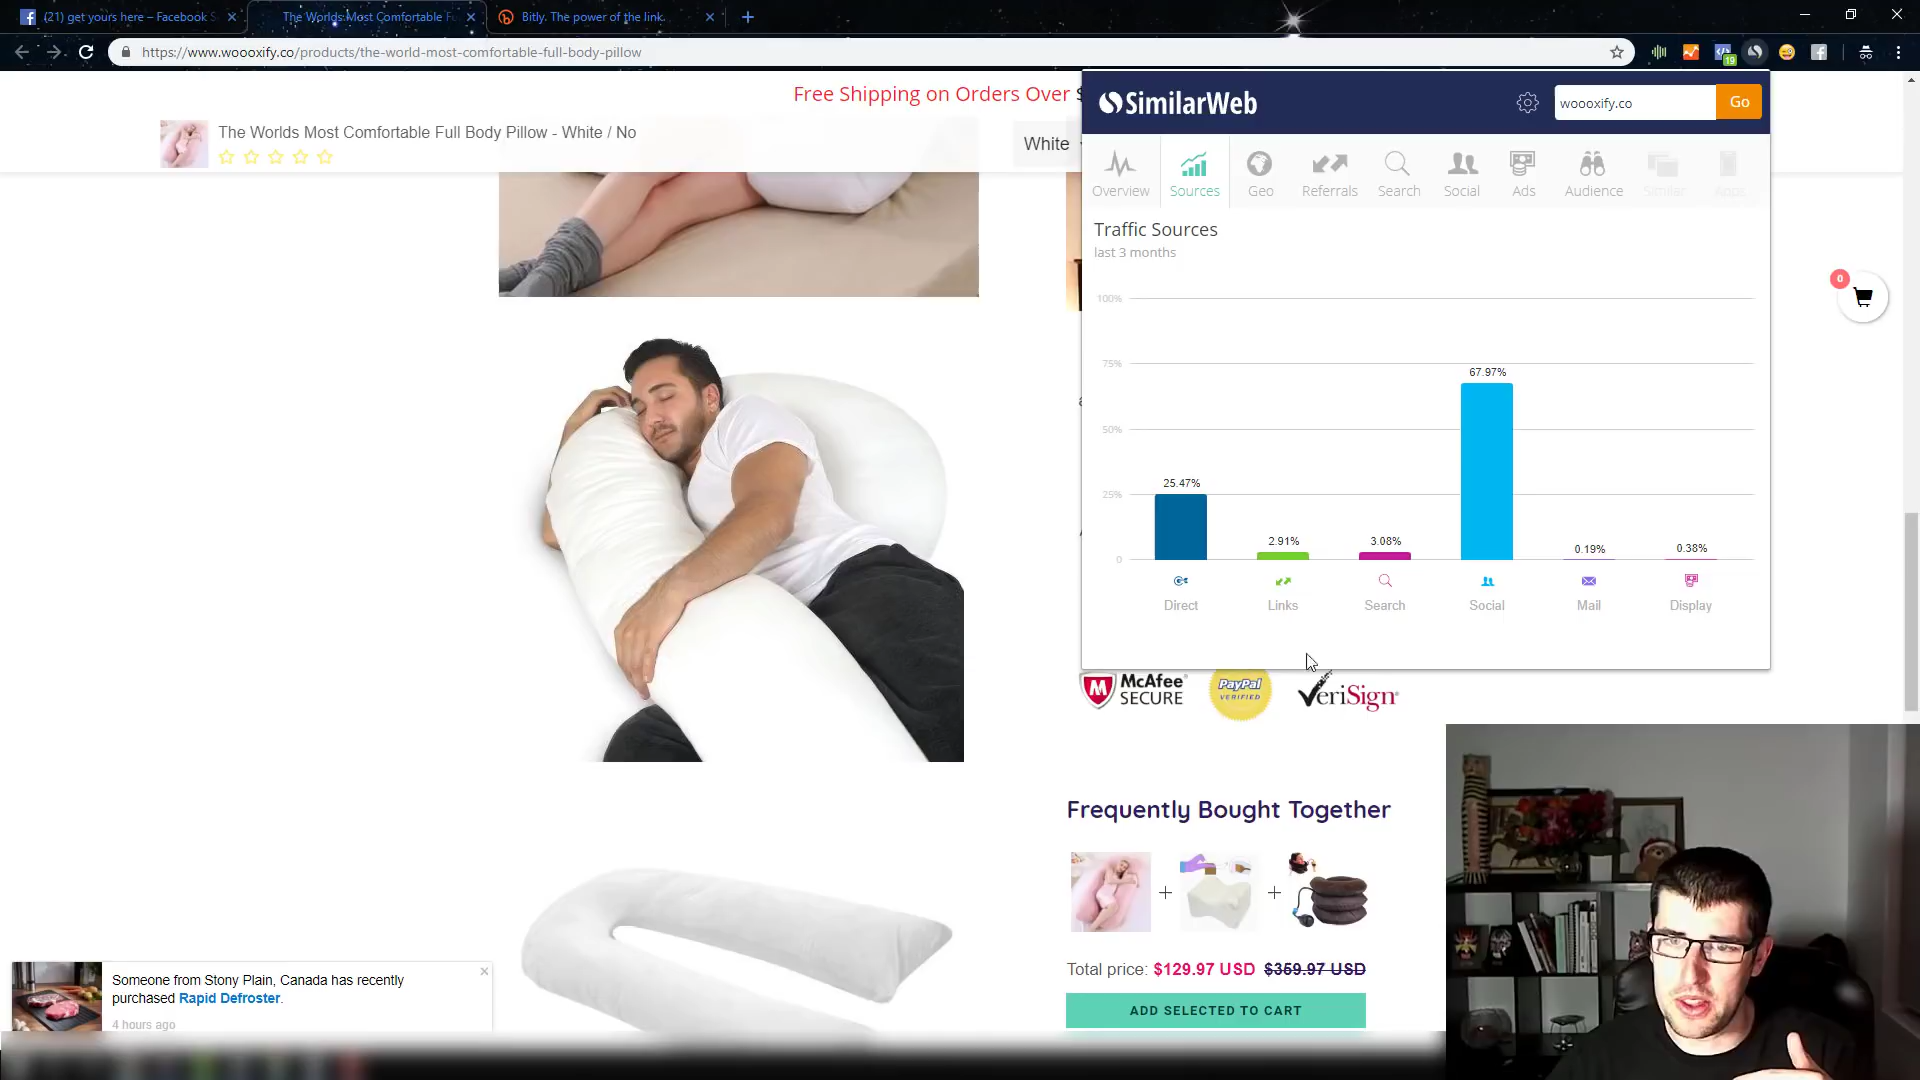 (21) get yours here – Facebook S
The Worlds Most Comfortable Fu
Bitly. The power of the link.
https://www.woooxify.co/products/the-world-most-comfortable-full-body-pillow
19
Free Shipping on Orders Over $
The Worlds Most Comfortable Full Body Pillow - White / No
White
SimilarWeb
woooxify.co
Go
Overview
Sources
Geo
Referrals
Search
Social
Ads
Audience
Similar
Apps
Traffic Sources
last 3 months
100%
75%
50%
25%
0
25.47%
2.91%
3.08%
67.97%
0.19%
0.38%
Direct
Links
Search
Social
Mail
Display
0
McAfee
SECURE
PayPal
VERIFIED
VeriSign
Frequently Bought Together
+ +
Total price: $129.97 USD $359.97 USD
ADD SELECTED TO CART
Someone from Stony Plain, Canada has recently
purchased Rapid Defroster.
4 hours ago